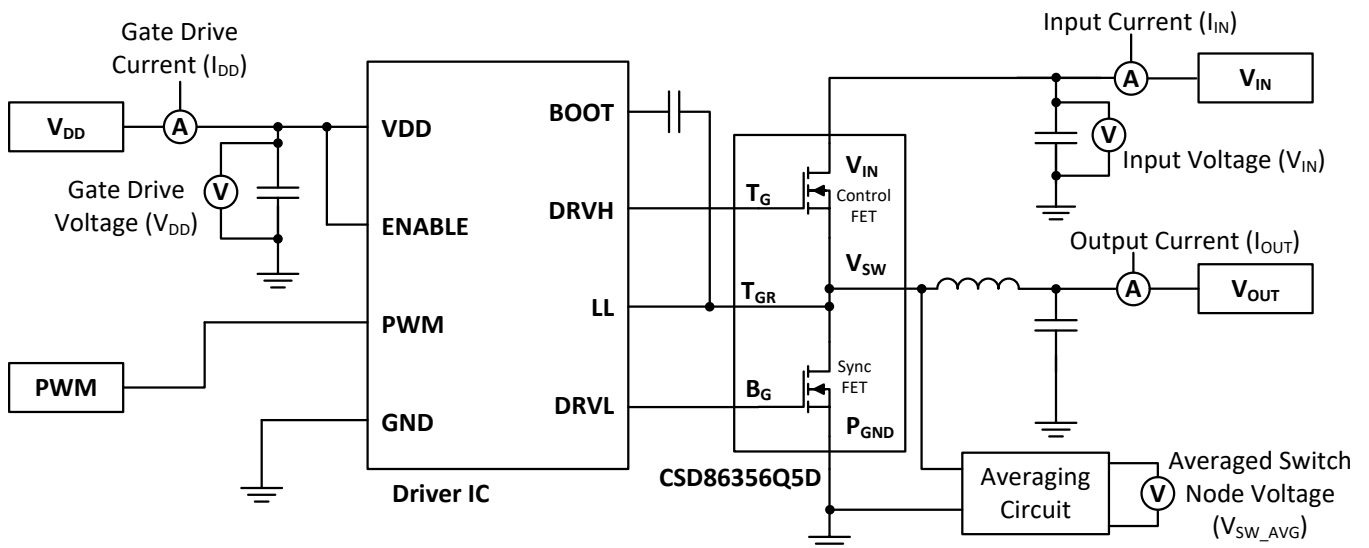 Gate Drive
Current (I_DD)
V_DD
A
V
Gate Drive
Voltage (V_DD)
PWM
VDD
ENABLE
PWM
GND
BOOT
DRVH
LL
DRVL
Driver IC
T_G
T_GR
B_G
V_IN
Control
FET
V_SW
Sync
FET
P_GND
CSD86356Q5D
Input Current (I_IN)
A
V_IN
V
Input Voltage (V_IN)
Output Current (I_OUT)
A
V_OUT
Averaging
Circuit
V
Averaged Switch
Node Voltage
(V_SW_AVG)